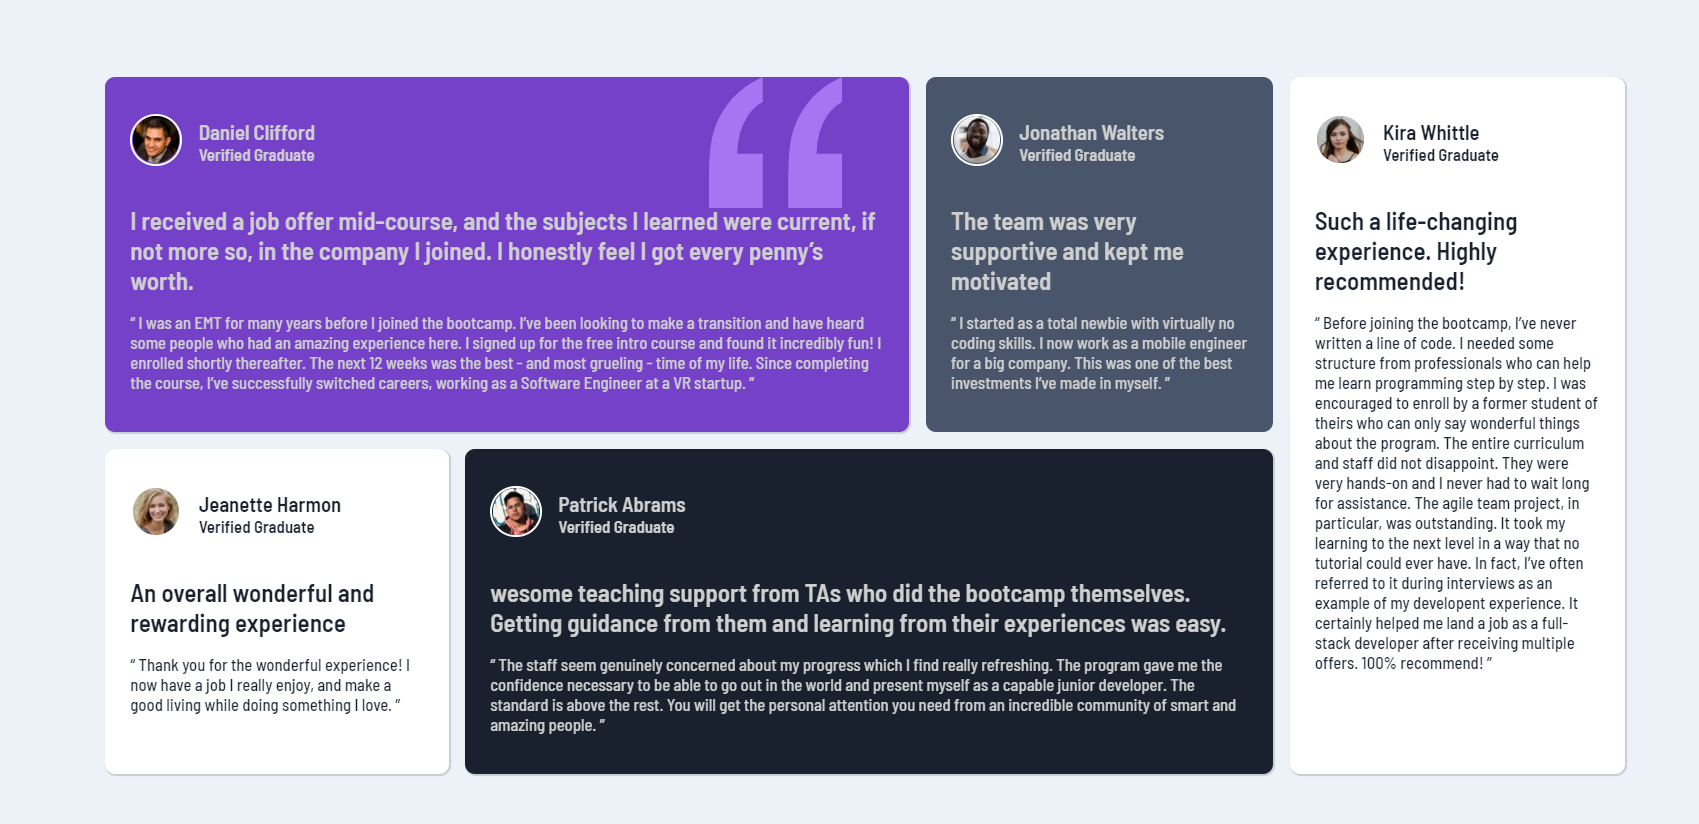 Daniel Clifford
Verified Graduate
I received a job offer mid-course, and the subjects I learned were current, if
not more so, in the company I joined. I honestly feel I got every penny’s
worth.
“ I was an EMT for many years before I joined the bootcamp. I’ve been looking to make a transition and have heard
some people who had an amazing experience here. I signed up for the free intro course and found it incredibly fun! I
enrolled shortly thereafter. The next 12 weeks was the best - and most grueling - time of my life. Since completing
the course, I’ve successfully switched careers, working as a Software Engineer at a VR startup. ”
Jonathan Walters
Verified Graduate
The team was very
supportive and kept me
motivated
“ I started as a total newbie with virtually no
coding skills. I now work as a mobile engineer
for a big company. This was one of the best
investments I’ve made in myself. ”
Kira Whittle
Verified Graduate
Such a life-changing
experience. Highly
recommended!
“ Before joining the bootcamp, I’ve never
written a line of code. I needed some
structure from professionals who can help
me learn programming step by step. I was
encouraged to enroll by a former student of
theirs who can only say wonderful things
about the program. The entire curriculum
and staff did not disappoint. They were
very hands-on and I never had to wait long
for assistance. The agile team project, in
particular, was outstanding. It took my
learning to the next level in a way that no
tutorial could ever have. In fact, I’ve often
referred to it during interviews as an
example of my developent experience. It
certainly helped me land a job as a full-
stack developer after receiving multiple
offers. 100% recommend! ”
Jeanette Harmon
Verified Graduate
An overall wonderful and
rewarding experience
“ Thank you for the wonderful experience! I
now have a job I really enjoy, and make a
good living while doing something I love. ”
Patrick Abrams
Verified Graduate
wesome teaching support from TAs who did the bootcamp themselves.
Getting guidance from them and learning from their experiences was easy.
“ The staff seem genuinely concerned about my progress which I find really refreshing. The program gave me the
confidence necessary to be able to go out in the world and present myself as a capable junior developer. The
standard is above the rest. You will get the personal attention you need from an incredible community of smart and
amazing people. ”